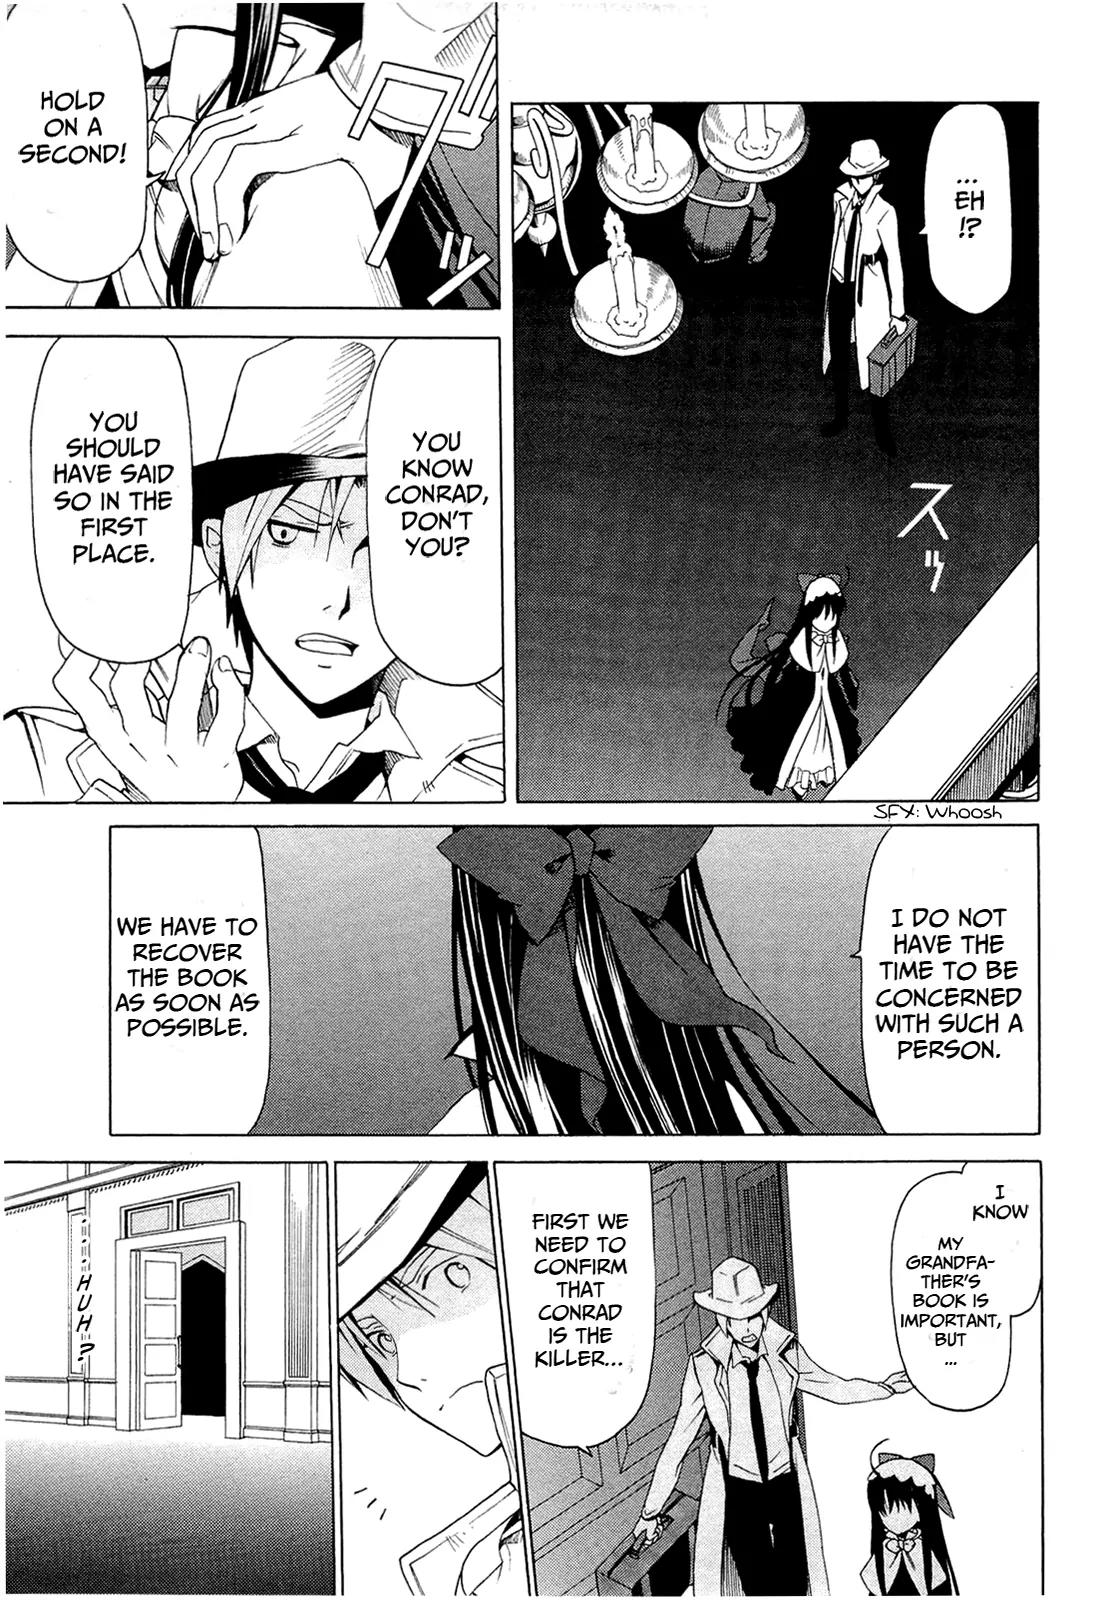 ...
EH
!?
スッ
SFX: Whoosh
HOLD
ON A
SECOND!
YOU
KNOW
CONRAD,
DON'T
YOU?
YOU
SHOULD
HAVE SAID
SO IN THE
FIRST
PLACE.
I DO NOT
HAVE THE
TIME TO BE
CONCERNED
WITH SUCH A
PERSON.
WE HAVE TO
RECOVER
THE BOOK
AS SOON AS
POSSIBLE.
I
KNOW
MY
GRANDFA-
THER'S
BOOK IS
IMPORTANT,
BUT
...
FIRST WE
NEED TO
CONFIRM
THAT
CONRAD
IS THE
KILLER...
...HUH?